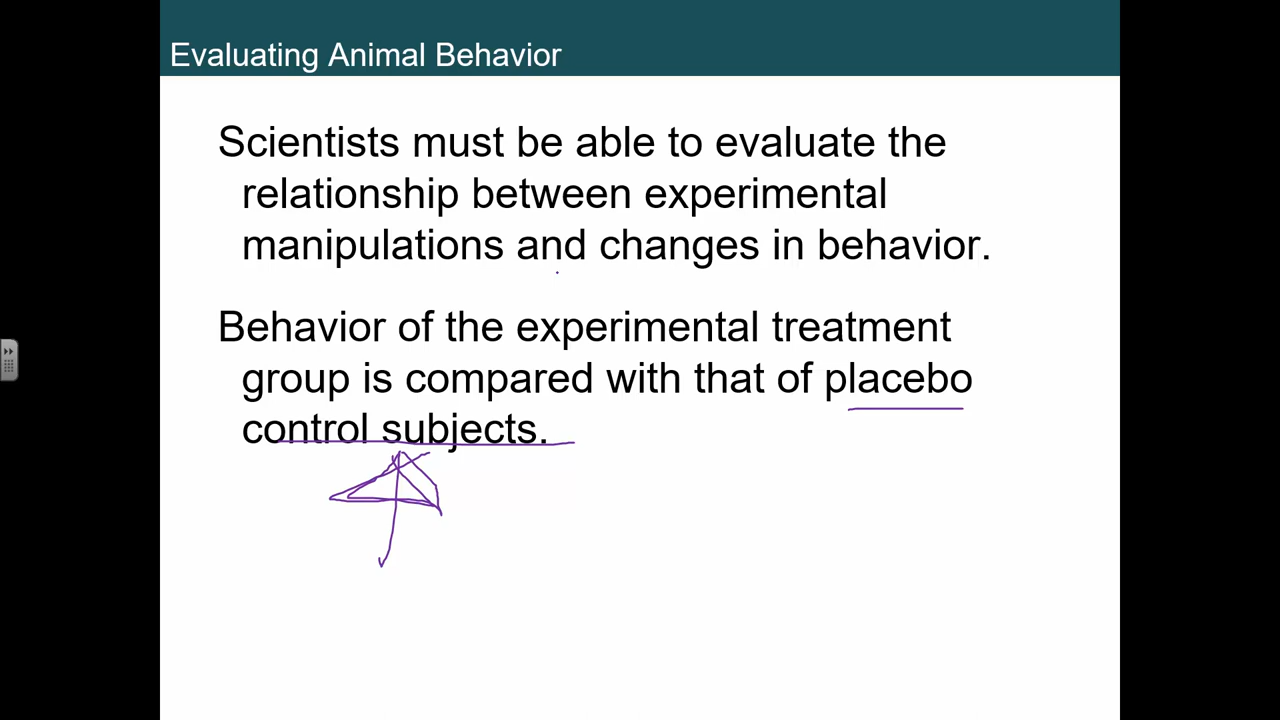 Evaluating Animal Behavior
Scientists must be able to evaluate the
relationship between experimental
manipulations and changes in behavior.
Behavior of the experimental treatment
group is compared with that of placebo
control subjects.